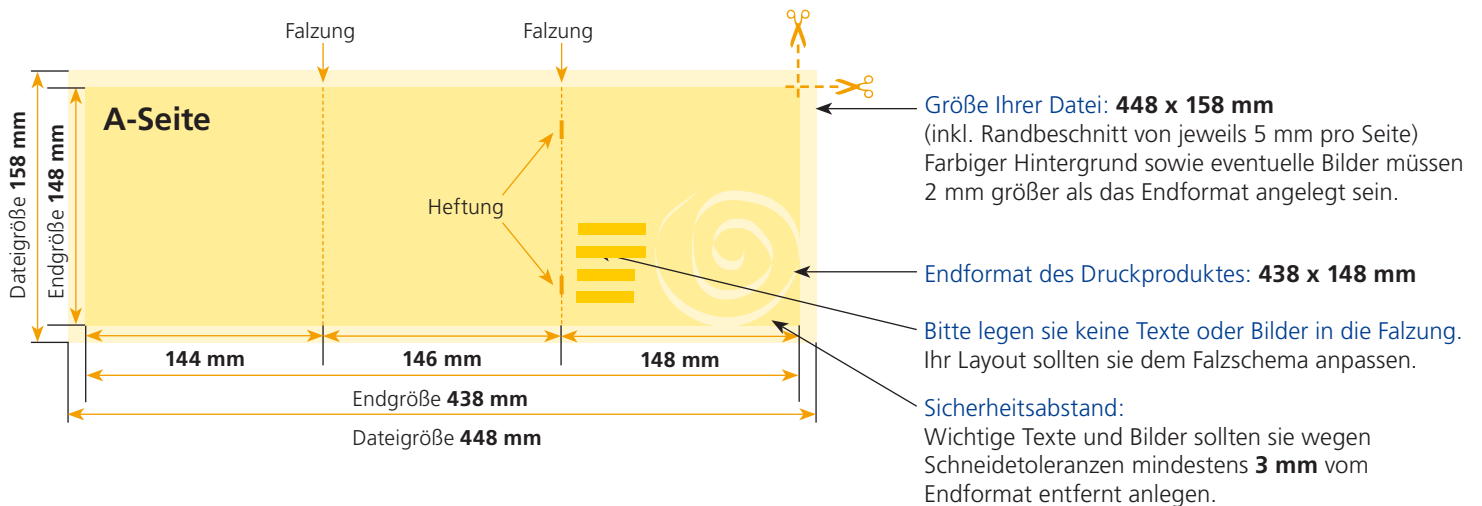 Falzung
Falzung
A-Seite
Dateigröße 158 mm
Endgröße 148 mm
Heftung
144 mm
146 mm
148 mm
Endgröße 438 mm
Dateigröße 448 mm
Größe Ihrer Datei: 448 x 158 mm
(inkl. Randbeschnitt von jeweils 5 mm pro Seite)
Farbiger Hintergrund sowie eventuelle Bilder müssen
2 mm größer als das Endformat angelegt sein.
Endformat des Druckproduktes: 438 x 148 mm
Bitte legen sie keine Texte oder Bilder in die Falzung.
Ihr Layout sollten sie dem Falzschema anpassen.
Sicherheitsabstand:
Wichtige Texte und Bilder sollten sie wegen
Schneidetoleranzen mindestens 3 mm vom
Endformat entfernt anlegen.